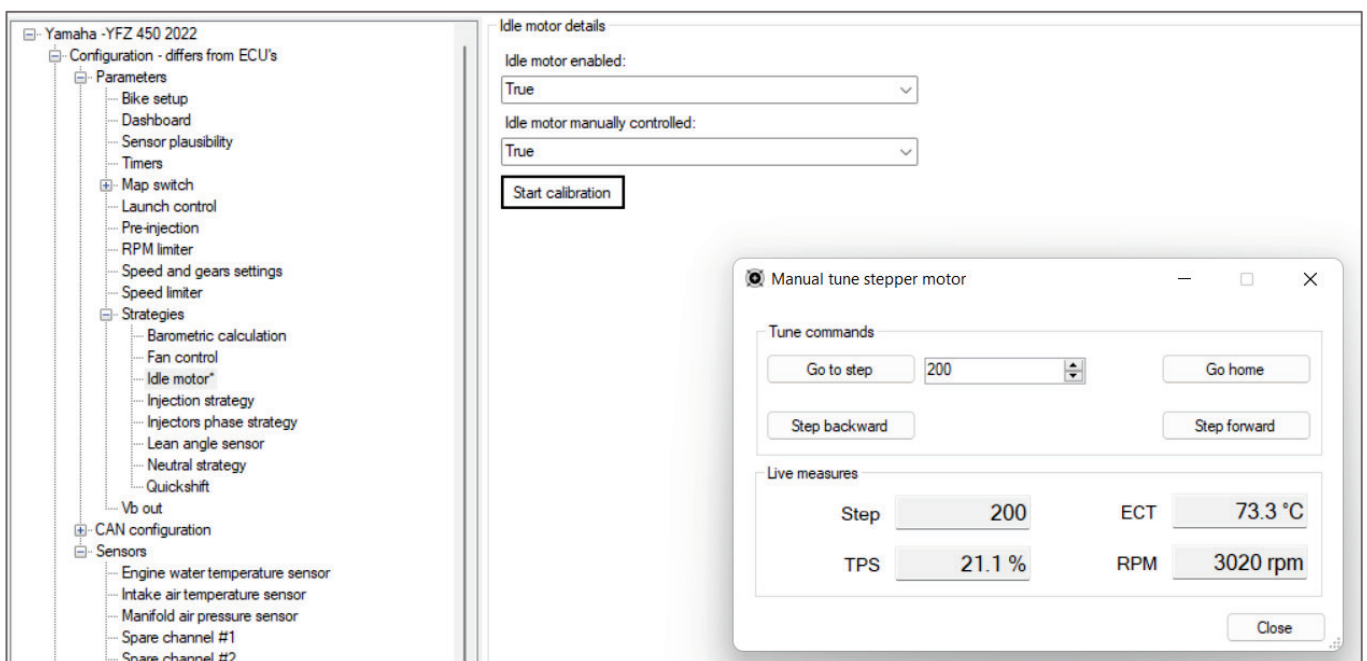 Yamaha -YFZ 450 2022
Configuration - differs from ECU's
Parameters
Bike setup
Dashboard
Sensor plausibility
Timers
Map switch
Launch control
Pre-injection
RPM limiter
Speed and gears settings
Speed limiter
Strategies
Barometric calculation
Fan control
Idle motor*
Injection strategy
Injectors phase strategy
Lean angle sensor
Neutral strategy
Quickshift
Vb out
CAN configuration
Sensors
Engine water temperature sensor
Intake air temperature sensor
Manifold air pressure sensor
Spare channel #1
Spare channel #2
Idle motor details
Idle motor enabled:
True
Idle motor manually controlled:
True
Start calibration
Manual tune stepper motor
Tune commands
Go to step 200 Go home
Step backward Step forward
Live measures
Step 200 ECT 73.3 °C
TPS 21.1 % RPM 3020 rpm
Close